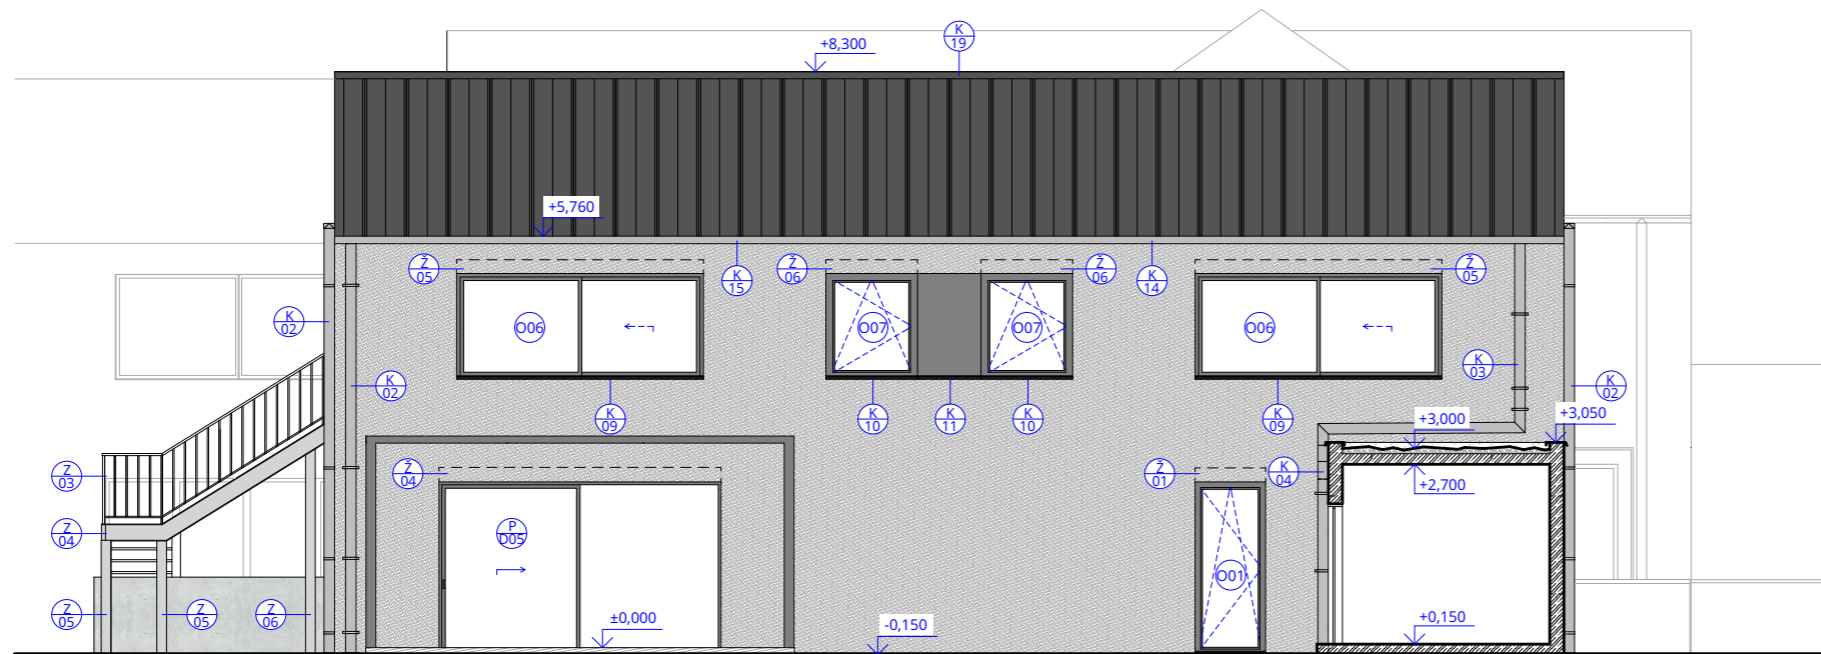 K
19
+8,300
+5,760
Ž
05
K
15
Ž
06
Ž
06
K
14
Ž
05
K
02
O06
O07
O07
O06
K
02
K
03
K
02
K
09
K
10
K
11
K
10
K
09
+3,000
+3,050
Z
03
Ž
04
Ž
01
K
04
+2,700
Z
04
P
D05
O01
Z
05
Z
05
Z
06
±0,000
-0,150
+0,150